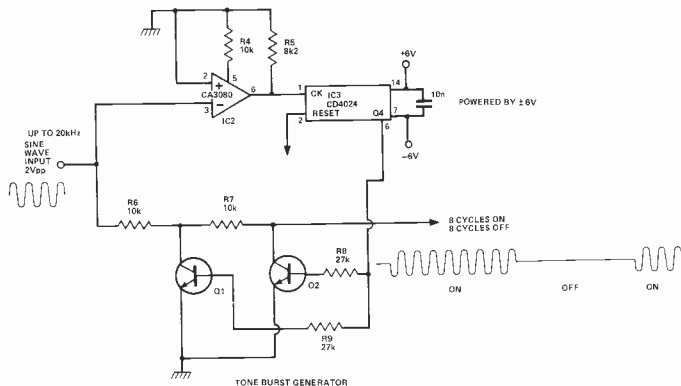 R4
10k
R5
8k2
+6V
2
+
5
CA3080
6
3
−
IC2
1
CK
IC3
CD4024
RESET
2
Q4
14
7
6
10n
−6V
POWERED BY ± 6V
UP TO 20kHz
SINE
WAVE
INPUT
2Vpp
R6
10k
R7
10k
8 CYCLES ON
8 CYCLES OFF
Q1
Q2
R8
27k
R9
27k
ON
OFF
ON
TONE BURST GENERATOR